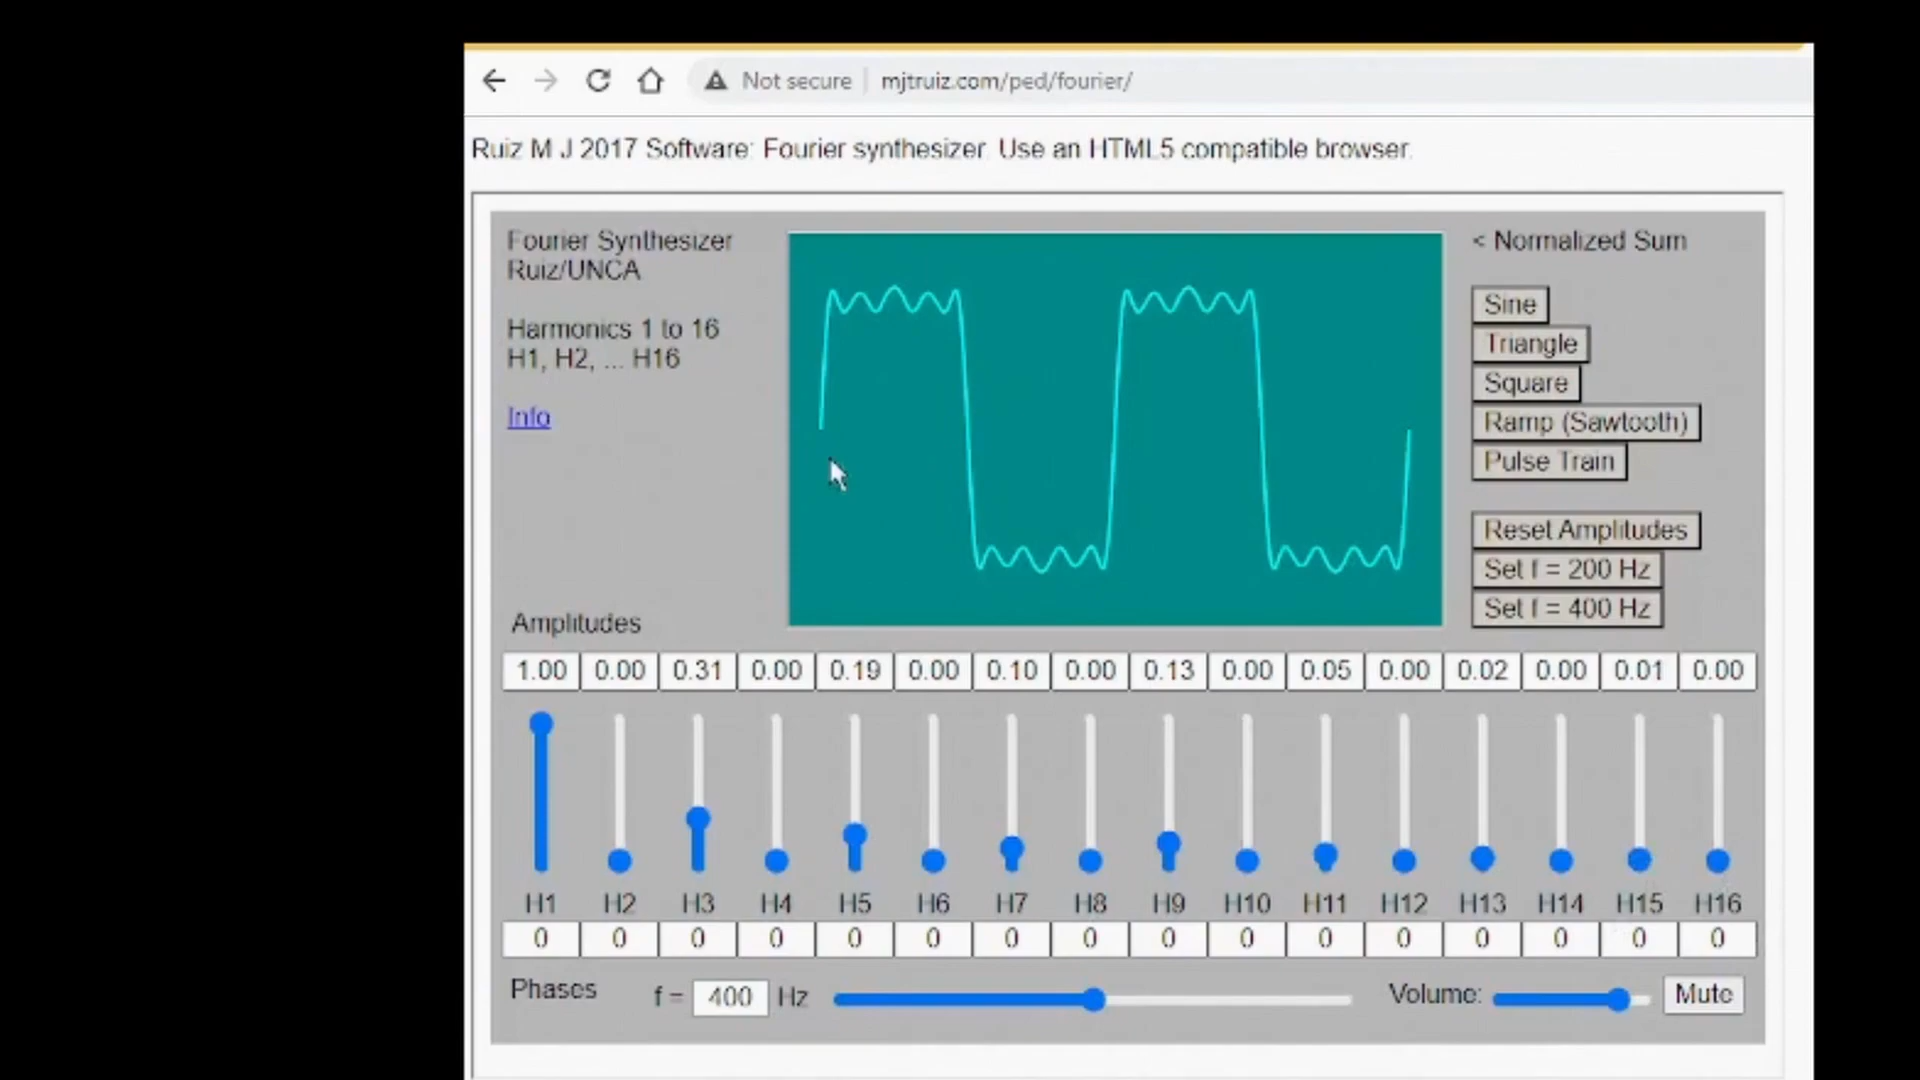 Not secure mjtruiz.com/ped/fourier/
Ruiz M J 2017 Software: Fourier synthesizer. Use an HTML5 compatible browser.
Fourier Synthesizer
Ruiz/UNCA
Harmonics 1 to 16
H1, H2, ... H16
Info
< Normalized Sum
Sine
Triangle
Square
Ramp (Sawtooth)
Pulse Train
Reset Amplitudes
Set f = 200 Hz
Set f = 400 Hz
Amplitudes
1.00 0.00 0.31 0.00 0.19 0.00 0.10 0.00 0.13 0.00 0.05 0.00 0.02 0.00 0.01 0.00
H1 H2 H3 H4 H5 H6 H7 H8 H9 H10 H11 H12 H13 H14 H15 H16
0 0 0 0 0 0 0 0 0 0 0 0 0 0 0 0
Phases f = 400 Hz Volume: Mute